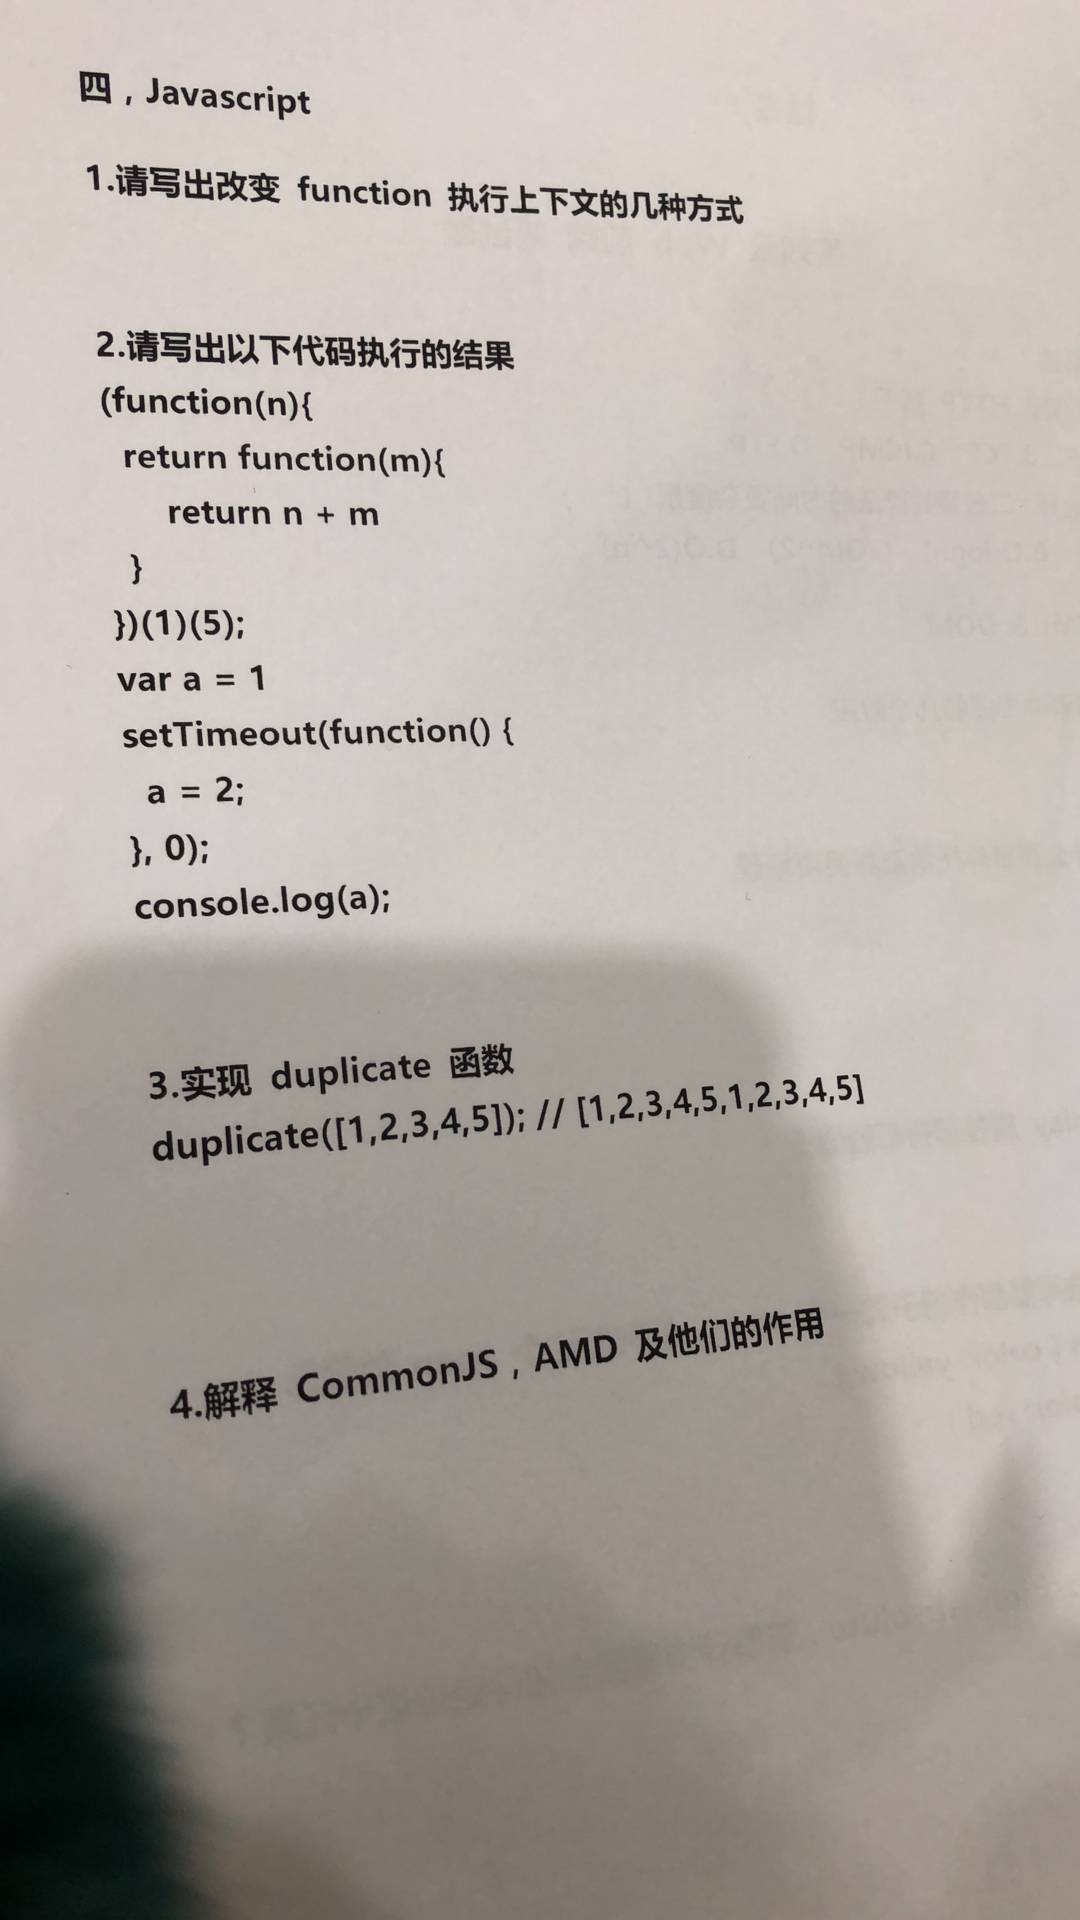 四，Javascript
1.请写出改变 function 执行上下文的几种方式
2.请写出以下代码执行的结果
(function(n){
return function(m){
return n + m
}
})(1)(5);
var a = 1
setTimeout(function() {
a = 2;
}, 0);
console.log(a);
3.实现 duplicate 函数
duplicate([1,2,3,4,5]); // [1,2,3,4,5,1,2,3,4,5]
4.解释 CommonJS，AMD 及他们的作用